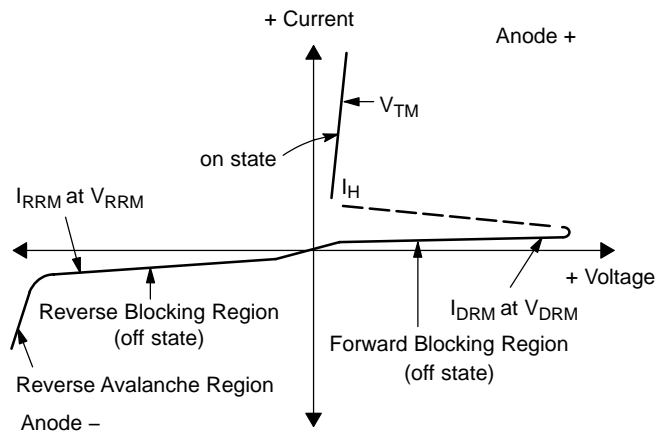 + Current
Anode +
VTM
on state
IH
IRRM at VRRM
+ Voltage
IDRM at VDRM
Reverse Blocking Region
(off state)
Forward Blocking Region
(off state)
Reverse Avalanche Region
Anode –